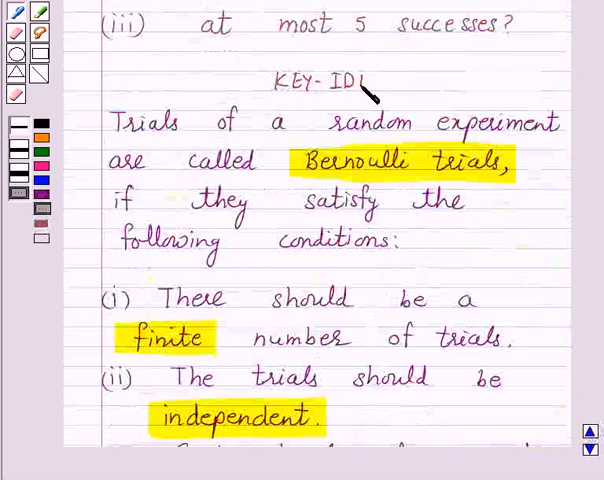 (iii) at most 5 successes?
KEY-ID
Trials of a random experiment
are called Bernoulli trials,
if they satisfy the
following conditions:
(i) There should be a
finite number of trials.
(ii) The trials should be
independent.